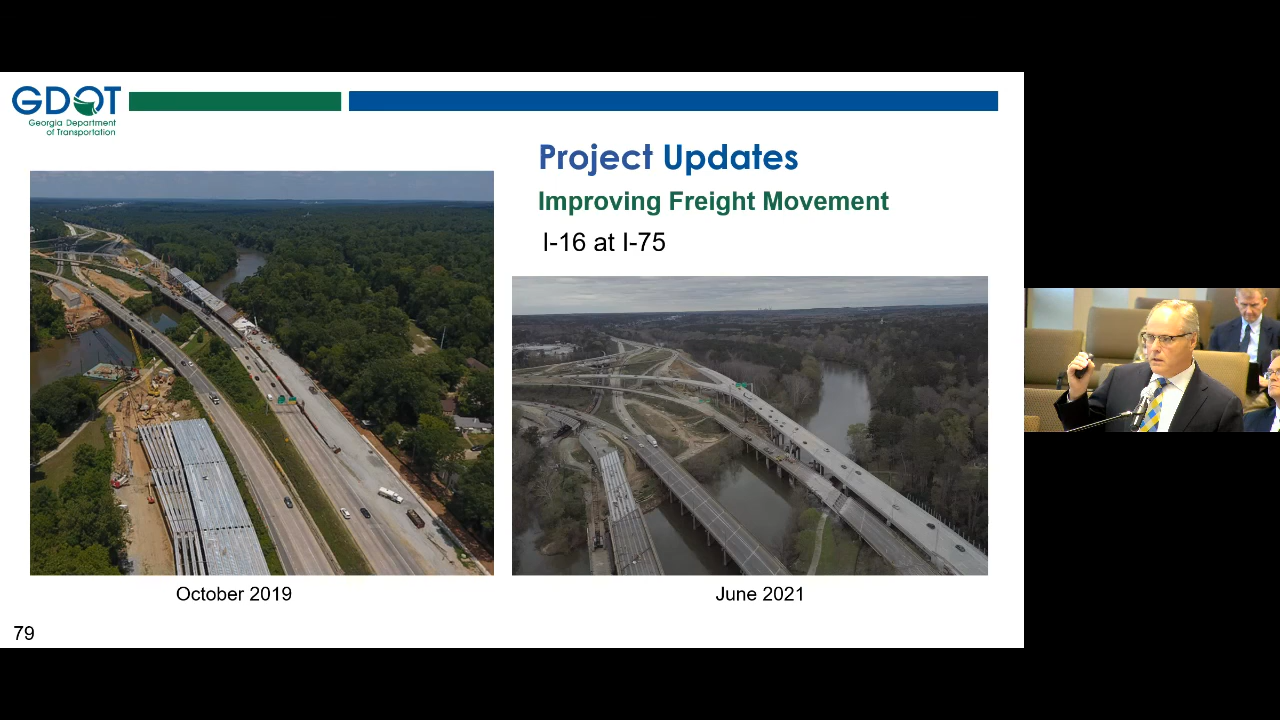 GDOT
Georgia Department
of Transportation
Project Updates
Improving Freight Movement
I-16 at I-75
October 2019
June 2021
79